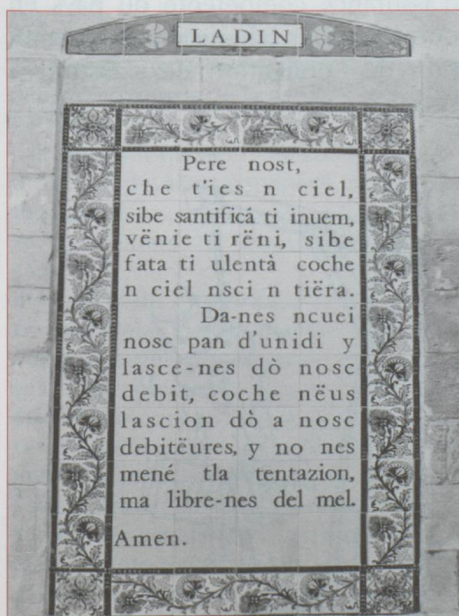 LADIN
Pere nost,
che t'ies n ciel,
sibe santificá ti inuem,
vënie ti rëni, sibe
fata ti ulentà coche
n ciel nsci n tiëra.
Da-nes ncuei
nosc pan d'unidi y
lasce-nes dò nosc
debit, coche nëus
lascion dò a nosc
debitëures, y no nes
mené tla tentazion,
ma libre-nes del mel.
Amen.